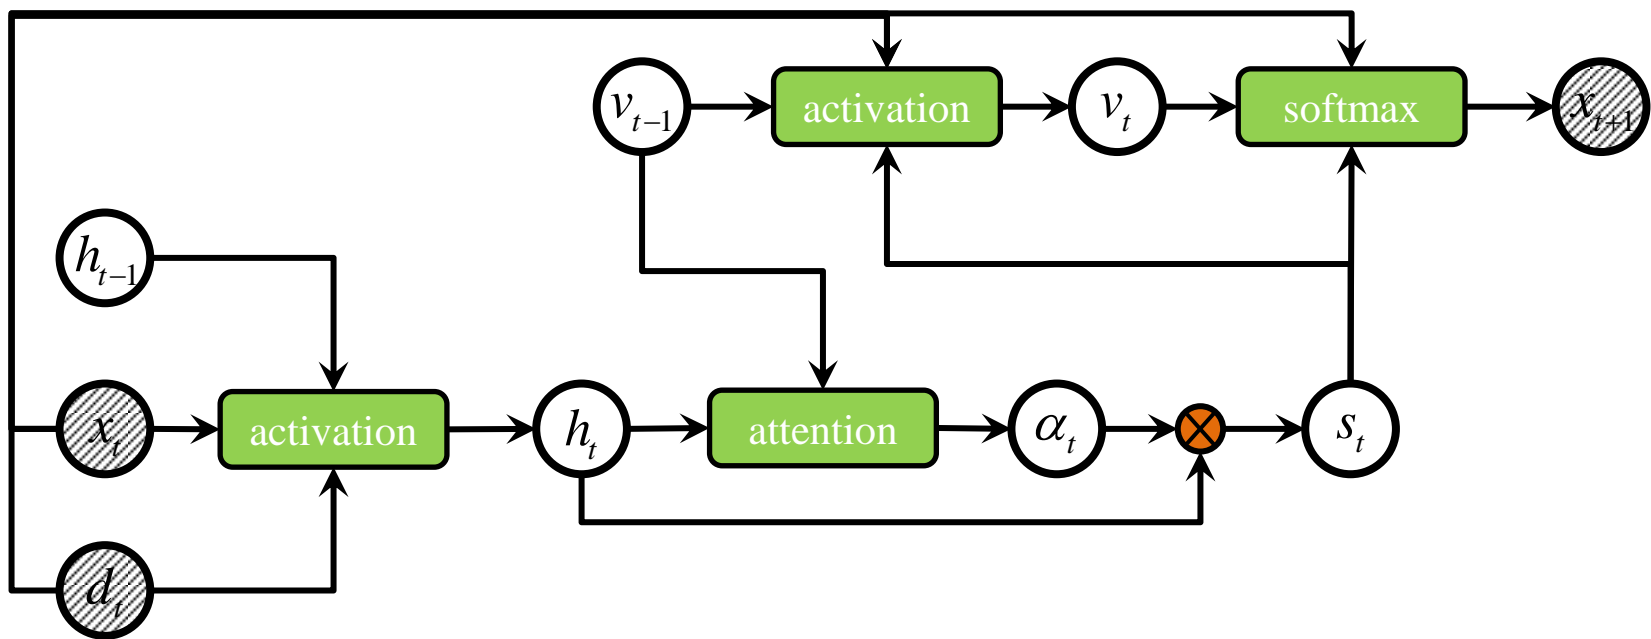 v_{t−1}
activation
v_t
softmax
x_{t+1}
h_{t−1}
x_t
activation
h_t
attention
α_t
s_t
d_t